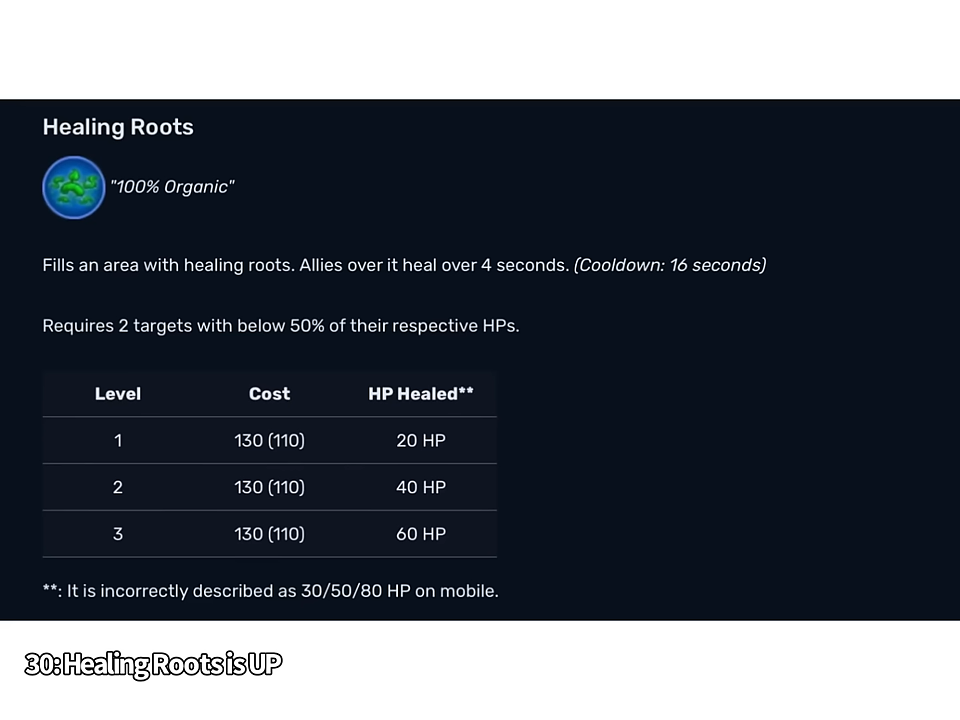 Healing Roots
"100% Organic"
Fills an area with healing roots. Allies over it heal over 4 seconds. (Cooldown: 16 seconds)
Requires 2 targets with below 50% of their respective HPs.
Level Cost HP Healed**
1 130 (110) 20 HP
2 130 (110) 40 HP
3 130 (110) 60 HP
**: It is incorrectly described as 30/50/80 HP on mobile.
30: Healing Roots is UP